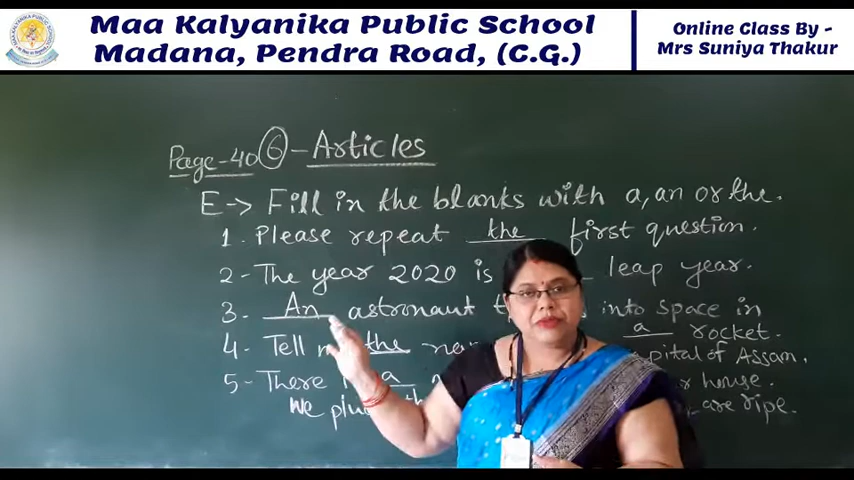 Maa Kalyanika Public School
Madana, Pendra Road, (C.G.)
Online Class By -
Mrs Suniya Thakur
Page-40 6 - Articles
E → Fill in the blanks with a, an or the.
1. Please repeat the first question.
2- The year 2020 is leap year.
3- An astronaut into space in
a rocket.
4- Tell the of Assam.
5- There a house.
We are ripe.